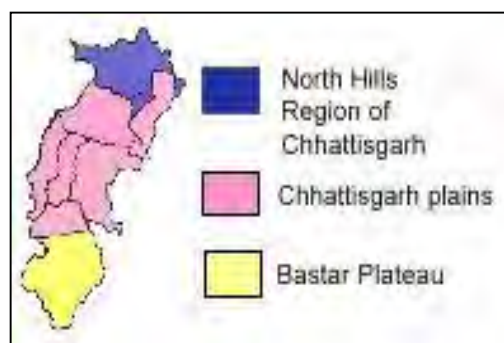 North Hills
Region of
Chhattisgarh
Chhattisgarh plains
Bastar Plateau